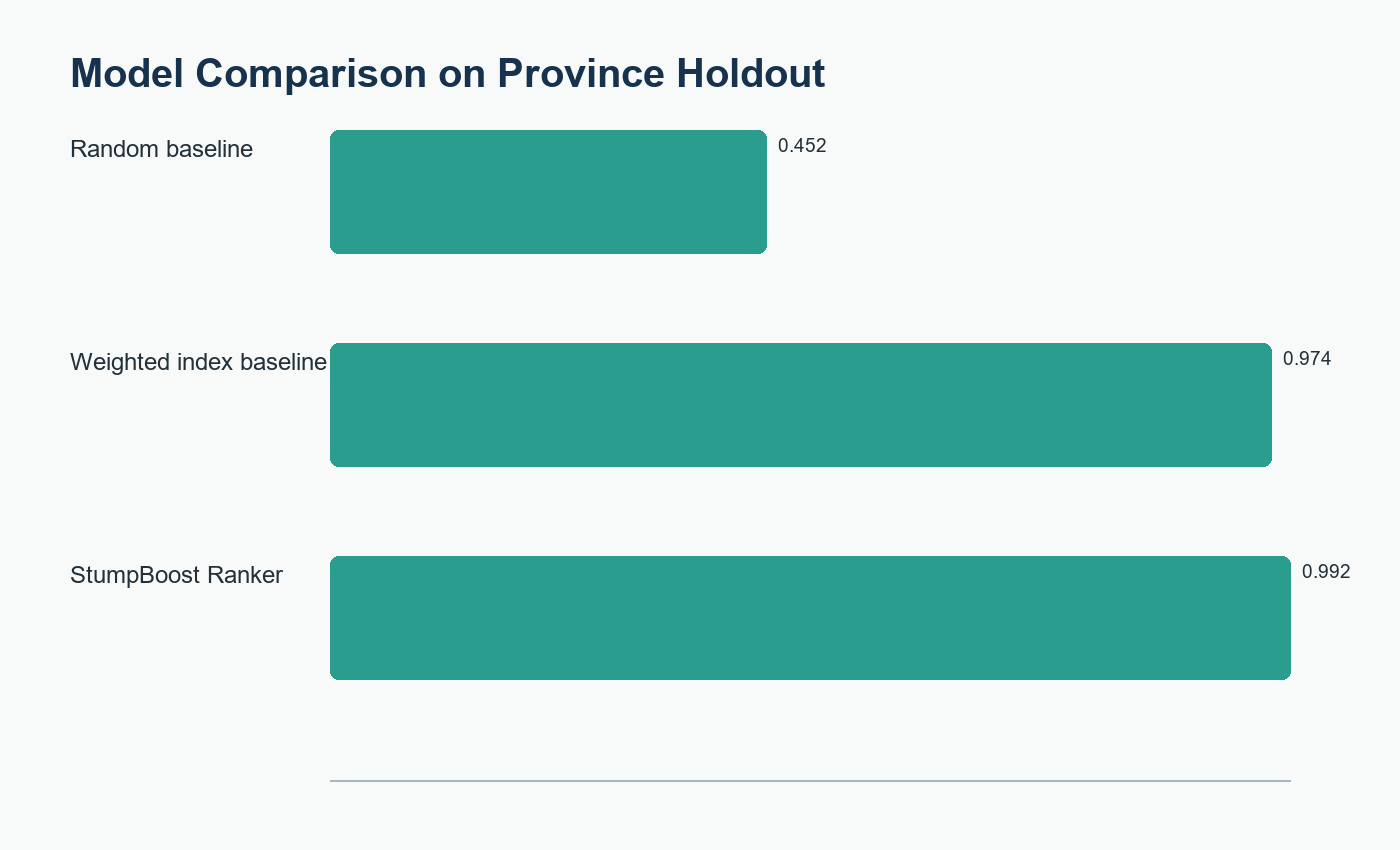 Model Comparison on Province Holdout
Random baseline
0.452
Weighted index baseline
0.974
StumpBoost Ranker
0.992